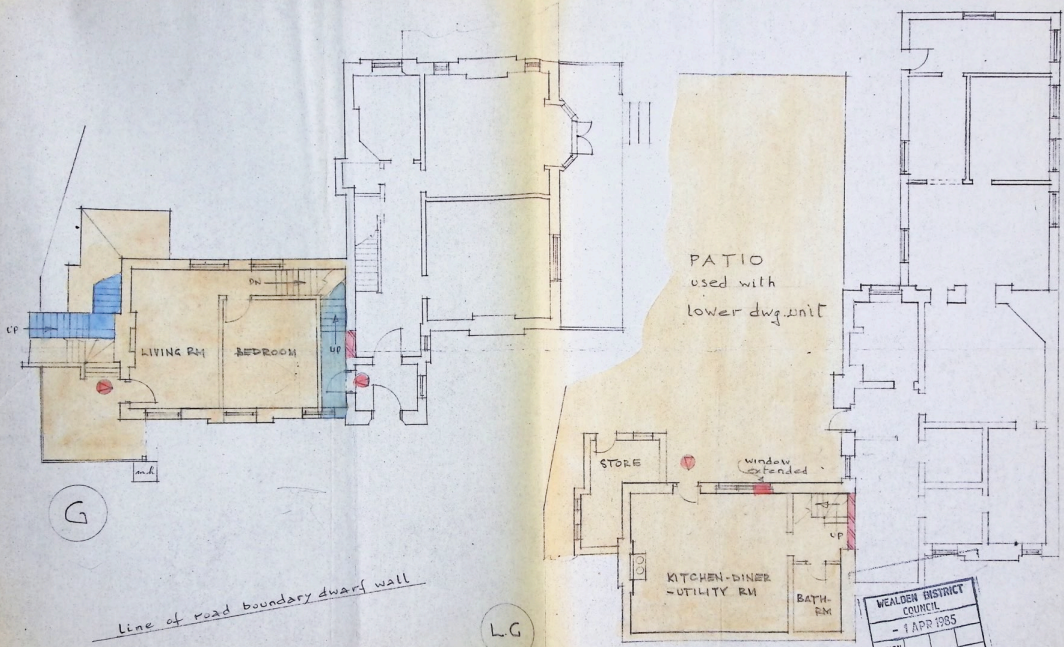 UP
LIVING RM
BEDROOM
DN
UP
m.h
G
Line of road boundary dwarf wall
PATIO
used with
lower dwg. unit
STORE
window
extended
UP
KITCHEN-DINER
-UTILITY RM
BATH-
RM
L.G
WEALDEN DISTRICT
COUNCIL
- 1 APR 1985